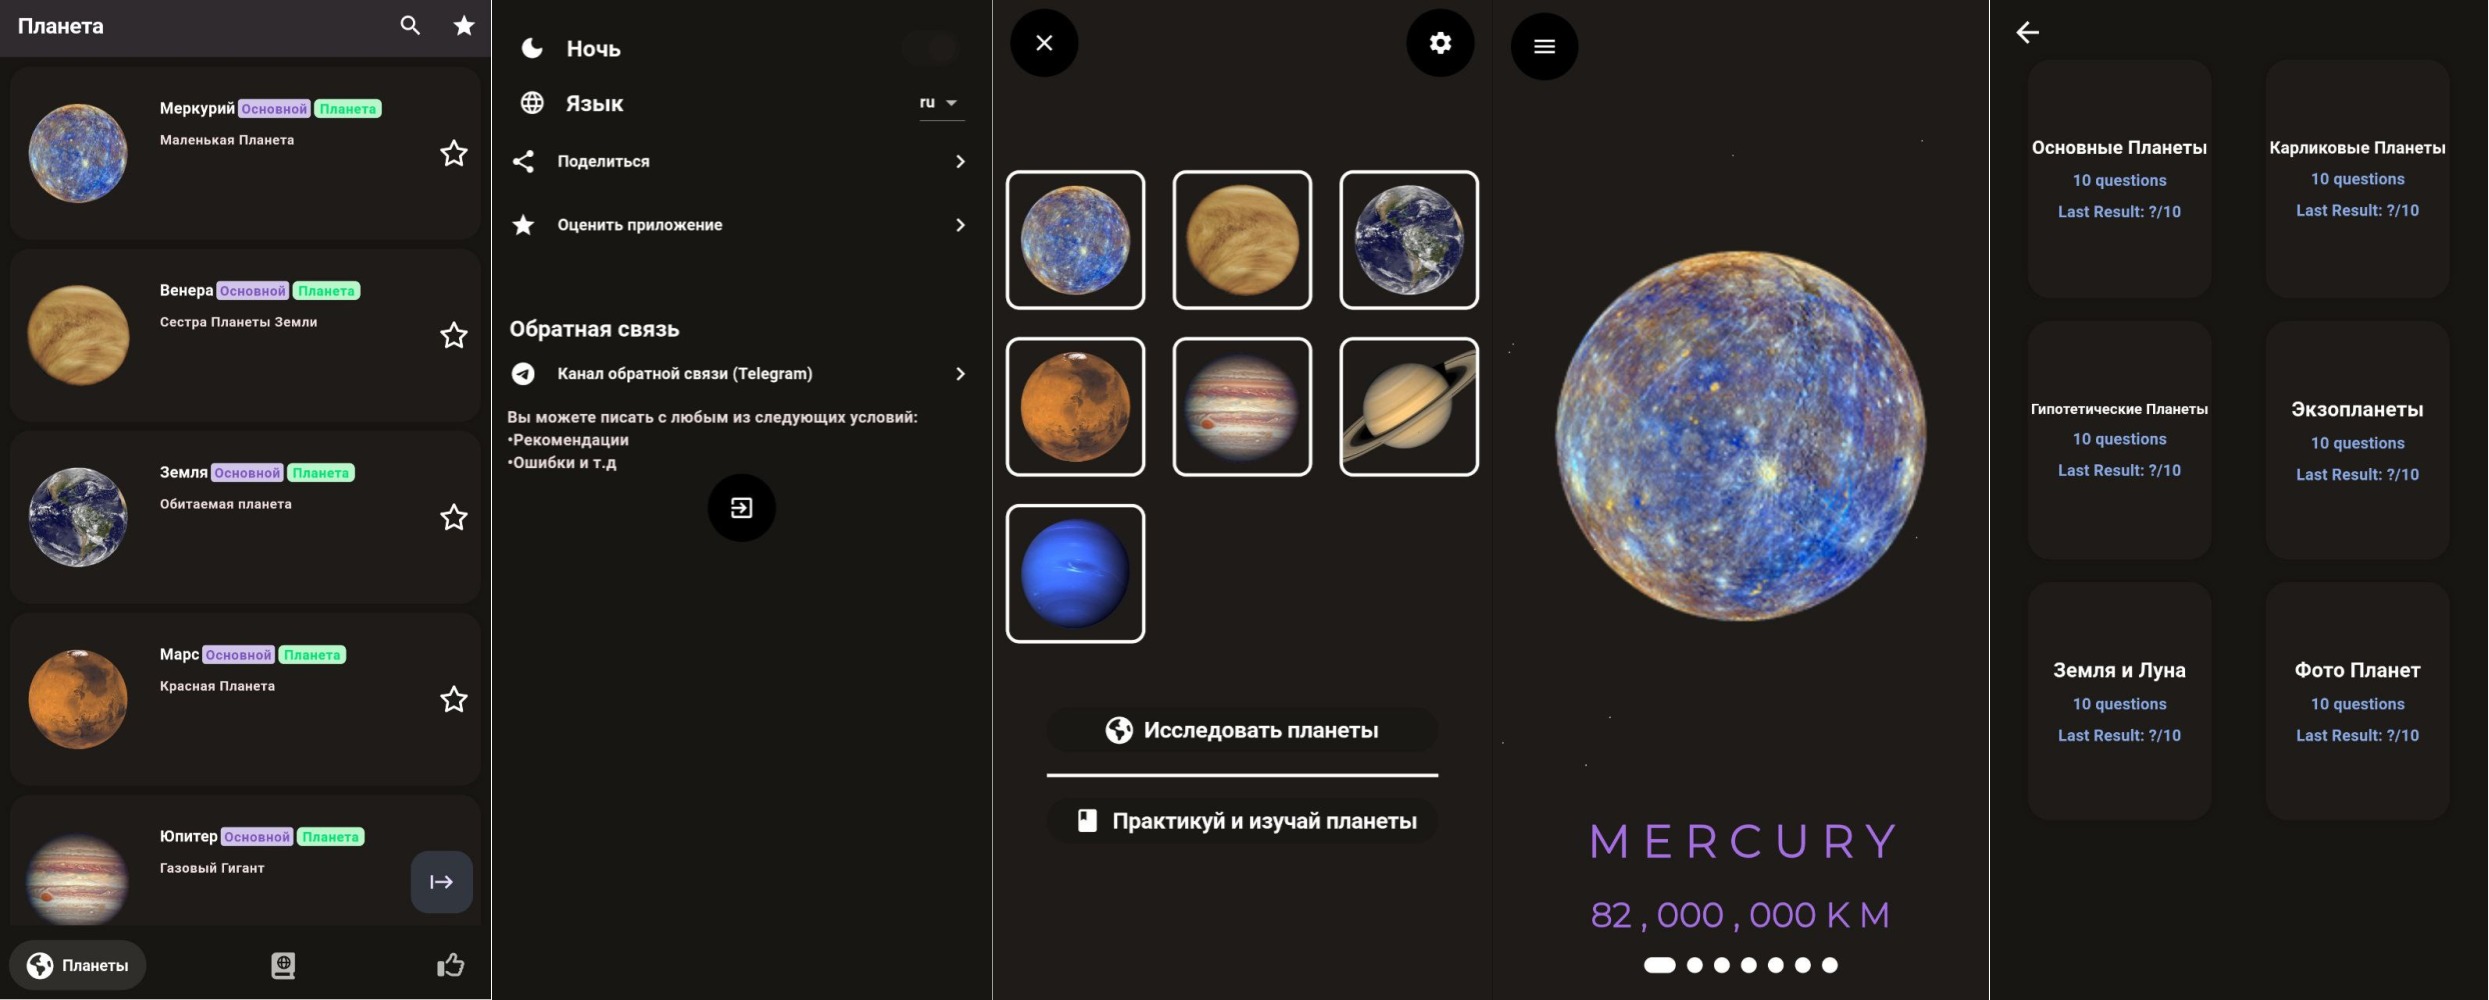 Планета
Меркурий Основной Планета
Маленькая Планета
Венера Основной Планета
Сестра Планеты Земли
Земля Основной Планета
Обитаемая планета
Марс Основной Планета
Красная Планета
Юпитер Основной Планета
Газовый Гигант
Планеты
Ночь
Язык
ru
Поделиться
Оценить приложение
Обратная связь
Канал обратной связи (Telegram)
Вы можете писать с любым из следующих условий:
•Рекомендации
•Ошибки и т.д
Исследовать планеты
Практикуй и изучай планеты
MERCURY
82,000,000KM
Основные Планеты
10 questions
Last Result: ?/10
Карликовые Планеты
10 questions
Last Result: ?/10
Гипотетические Планеты
10 questions
Last Result: ?/10
Экзопланеты
10 questions
Last Result: ?/10
Земля и Луна
10 questions
Last Result: ?/10
Фото Планет
10 questions
Last Result: ?/10